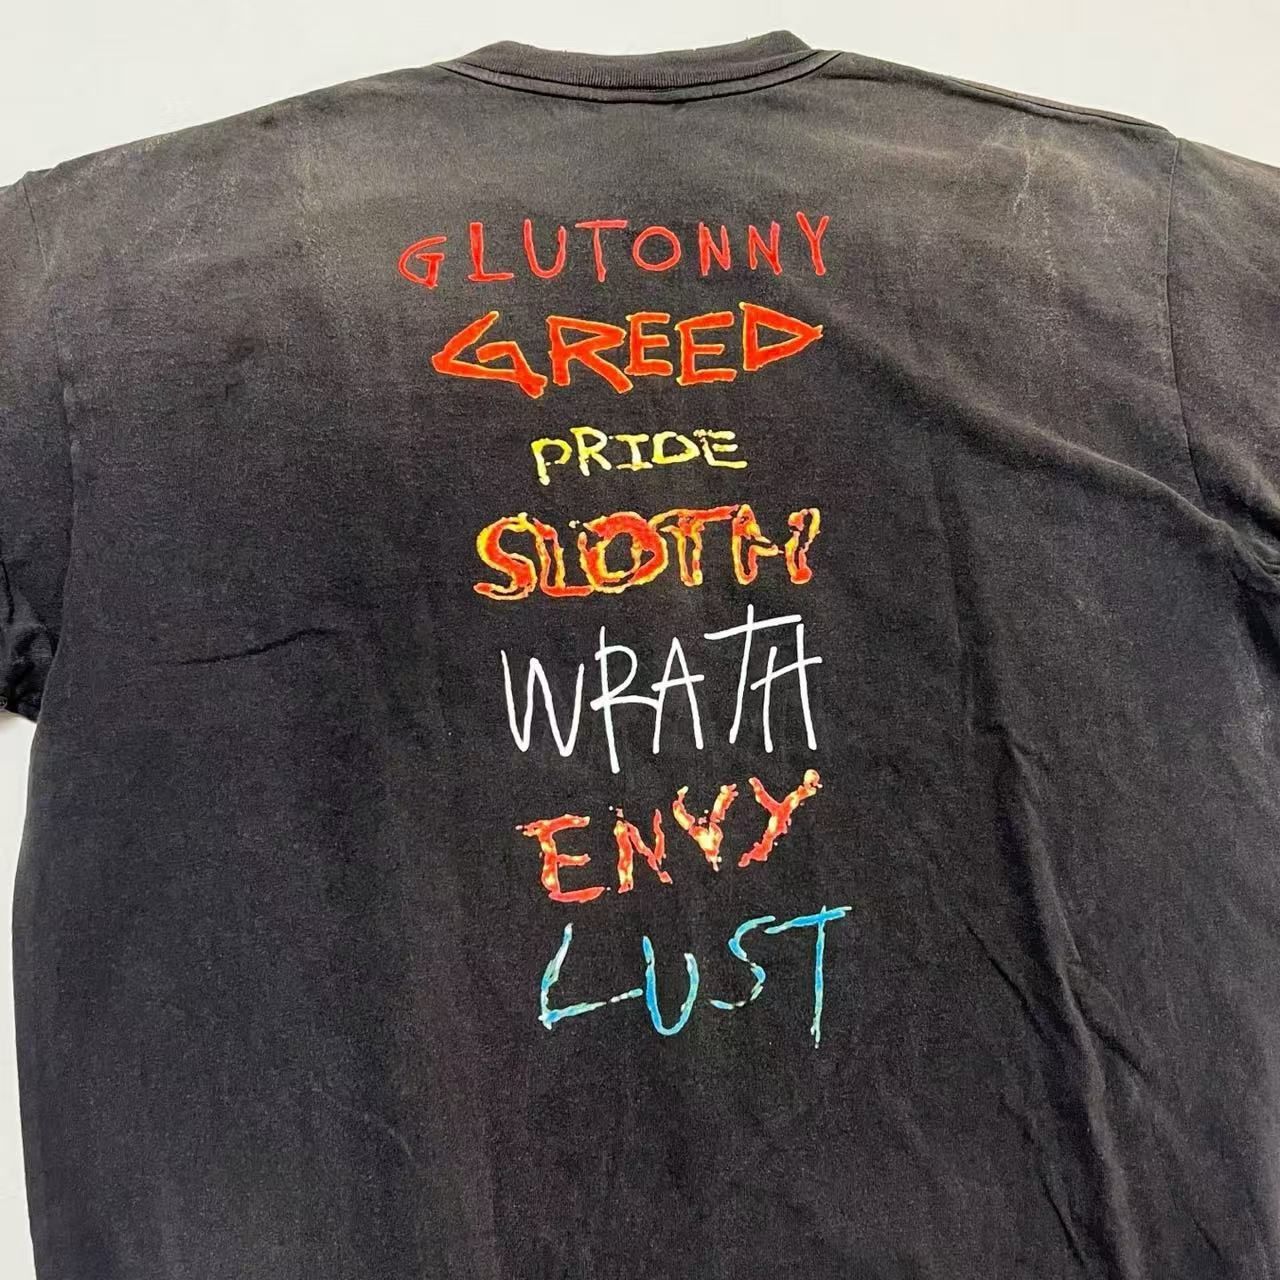 GLUTONNY
GREED
PRIDE
SLOTH
WRATH
ENVY
LUST